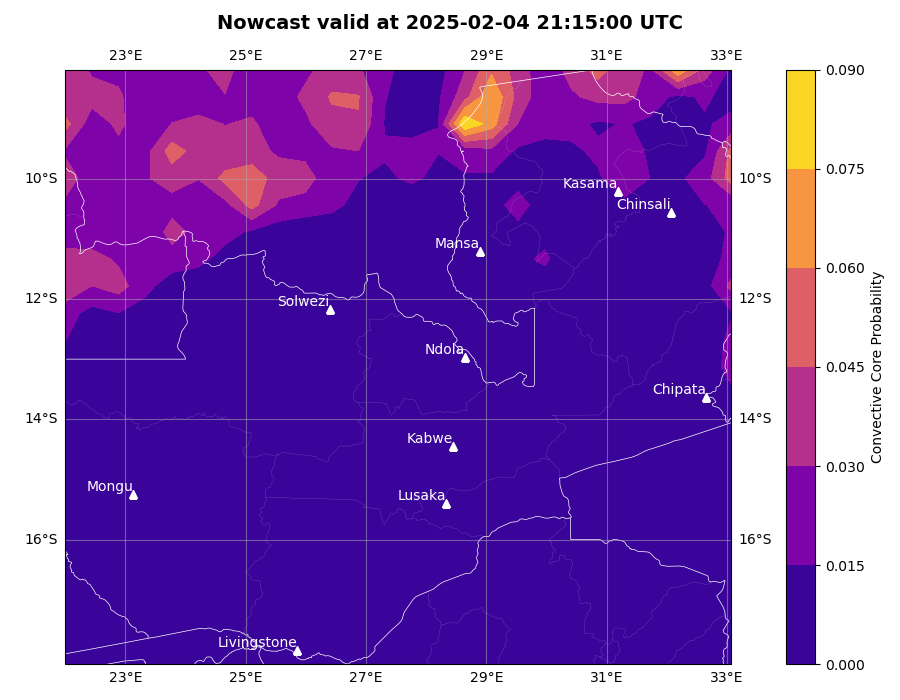 Nowcast valid at 2025-02-04 21:15:00 UTC
23°E 25°E 27°E 29°E 31°E 33°E
0.090
0.075
10°S Kasama 10°S
Chinsali
Mansa
0.060
12°S 12°S
Solwezi
Convective Core Probability
Ndola
0.045
Chipata
14°S 14°S
Kabwe
0.030
Mongu
Lusaka
16°S 16°S
0.015
Livingstone
0.000
23°E 25°E 27°E 29°E 31°E 33°E